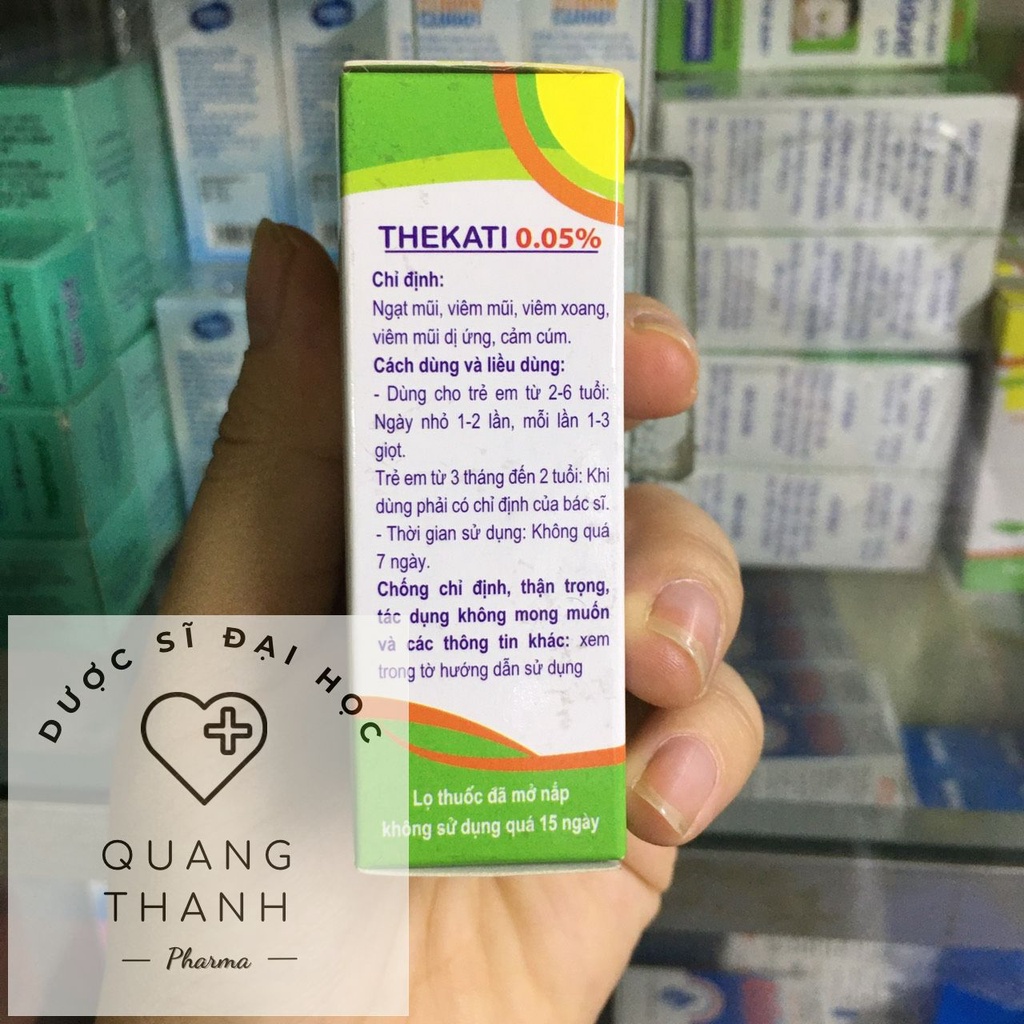 THEKATI 0.05%
Chỉ định:
Ngạt mũi, viêm mũi, viêm xoang,
viêm mũi dị ứng, cảm cúm.
Cách dùng và liều dùng:
- Dùng cho trẻ em từ 2-6 tuổi:
Ngày nhỏ 1-2 lần, mỗi lần 1-3
giọt.
Trẻ em từ 3 tháng đến 2 tuổi: Khi
dùng phải có chỉ định của bác sĩ.
- Thời gian sử dụng: Không quá
7 ngày.
Chống chỉ định, thận trọng,
tác dụng không mong muốn
và các thông tin khác: xem
trong tờ hướng dẫn sử dụng
Lọ thuốc đã mở nắp
không sử dụng quá 15 ngày
DƯỢC SĨ ĐẠI HỌC
QUANG
THANH
— Pharma —